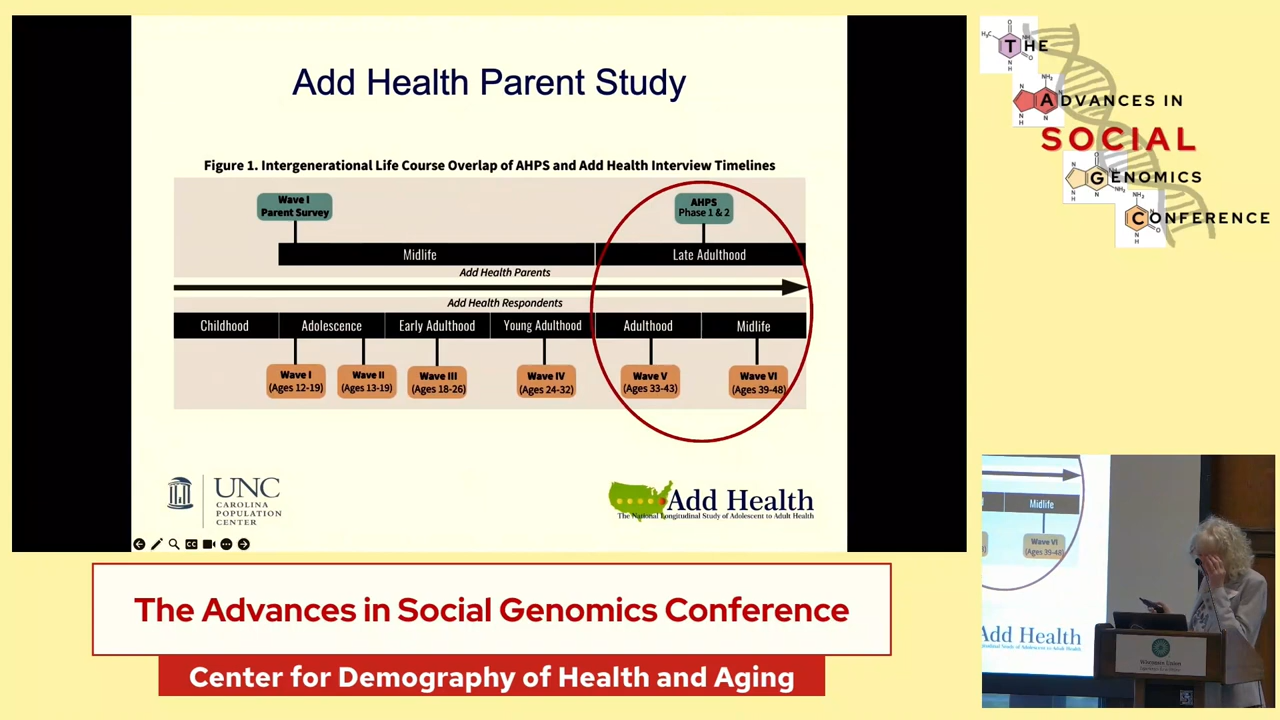 Add Health Parent Study
Figure 1. Intergenerational Life Course Overlap of AHPS and Add Health Interview Timelines
Wave I
Parent Survey
AHPS
Phase 1 & 2
Midlife
Late Adulthood
Add Health Parents
Add Health Respondents
Childhood
Adolescence
Early Adulthood
Young Adulthood
Adulthood
Midlife
Wave I
(Ages 12-19)
Wave II
(Ages 13-19)
Wave III
(Ages 18-26)
Wave IV
(Ages 24-32)
Wave V
(Ages 33-43)
Wave VI
(Ages 39-48)
UNC
CAROLINA
POPULATION
CENTER
Add Health
The National Longitudinal Study of Adolescent to Adult Health
THE
ADVANCES IN
SOCIAL
GENOMICS
CONFERENCE
Midlife
Wave VI
(Ages 39-48)
Add Health
Wisconsin Union
The Advances in Social Genomics Conference
Center for Demography of Health and Aging